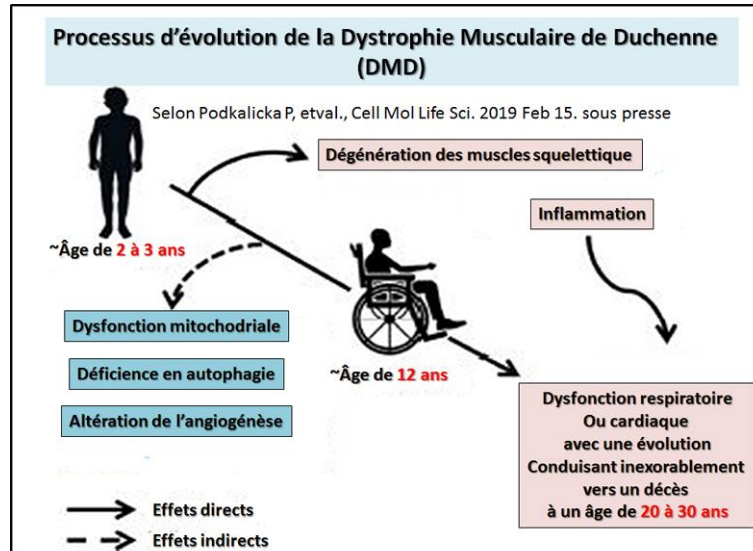 Processus d'évolution de la Dystrophie Musculaire de Duchenne
(DMD)
Selon Podkalicka P, etval., Cell Mol Life Sci. 2019 Feb 15. sous presse
Dégénération des muscles squelettique
Inflammation
~Âge de 2 à 3 ans
Dysfonction mitochodriale
Déficience en autophagie
Altération de l'angiogénèse
~Âge de 12 ans
Dysfonction respiratoire
Ou cardiaque
avec une évolution
Conduisant inexorablement
vers un décès
à un âge de 20 à 30 ans
Effets directs
Effets indirects